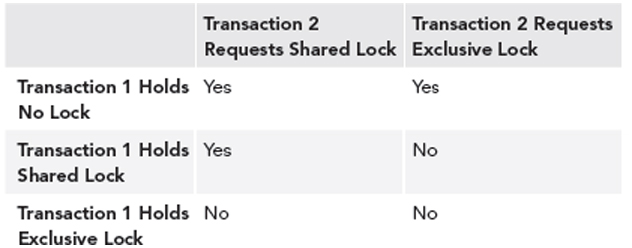 Transaction 2
Requests Shared Lock
Transaction 2 Requests
Exclusive Lock
Transaction 1 Holds
No Lock
Yes
Yes
Transaction 1 Holds
Shared Lock
Yes
No
Transaction 1 Holds
Exclusive Lock
No
No